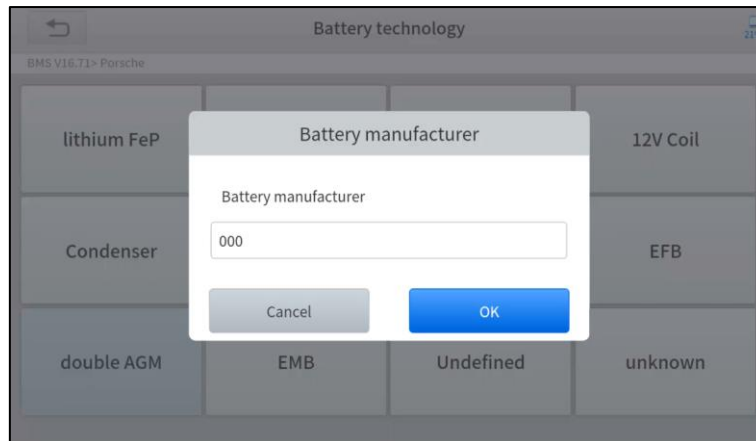 Battery technology
BMS V16.71> Porsche
lithium FeP
12V Coil
Battery manufacturer
Battery manufacturer
000
Condenser
EFB
Cancel
OK
double AGM
EMB
Undefined
unknown